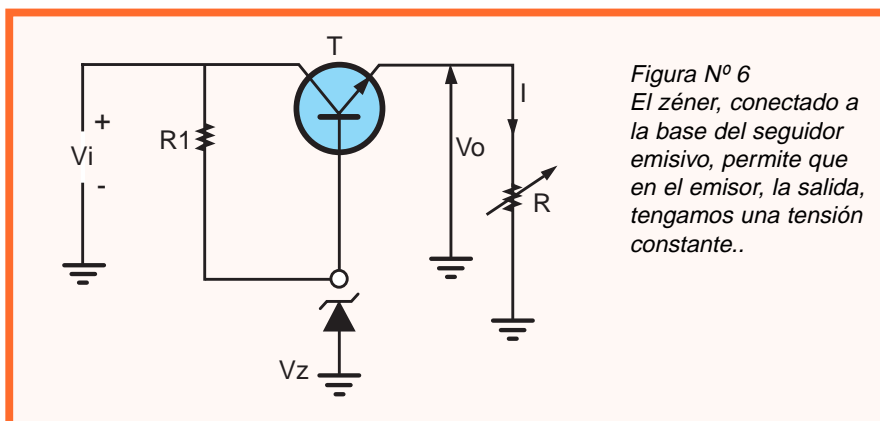 T
+
Vi
-
R1
Vo
I
R
Vz
Figura Nº 6
El zéner, conectado a
la base del seguidor
emisivo, permite que
en el emisor, la salida,
tengamos una tensión
constante..